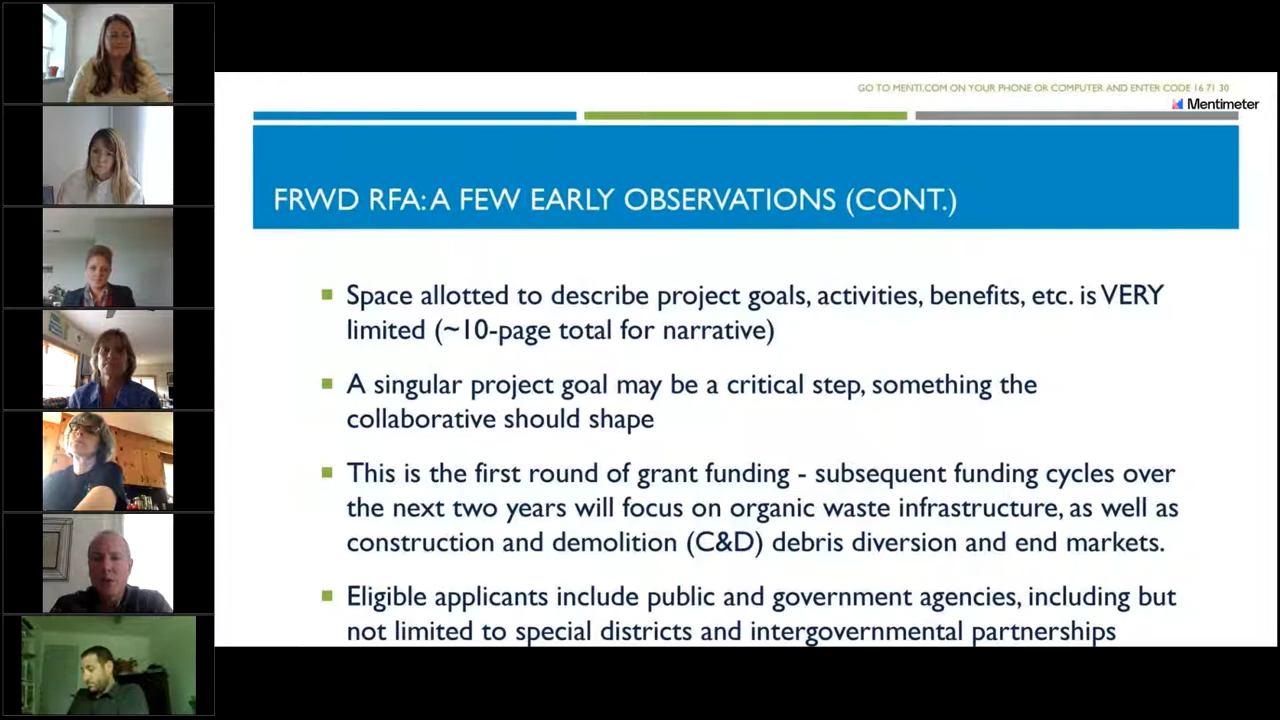 GO TO MENTI.COM ON YOUR PHONE OR COMPUTER AND ENTER CODE 16 71 30
Mentimeter
FRWD RFA: A FEW EARLY OBSERVATIONS (CONT.)
Space allotted to describe project goals, activities, benefits, etc. is VERY
limited (~10-page total for narrative)
A singular project goal may be a critical step, something the
collaborative should shape
This is the first round of grant funding - subsequent funding cycles over
the next two years will focus on organic waste infrastructure, as well as
construction and demolition (C&D) debris diversion and end markets.
Eligible applicants include public and government agencies, including but
not limited to special districts and intergovernmental partnerships